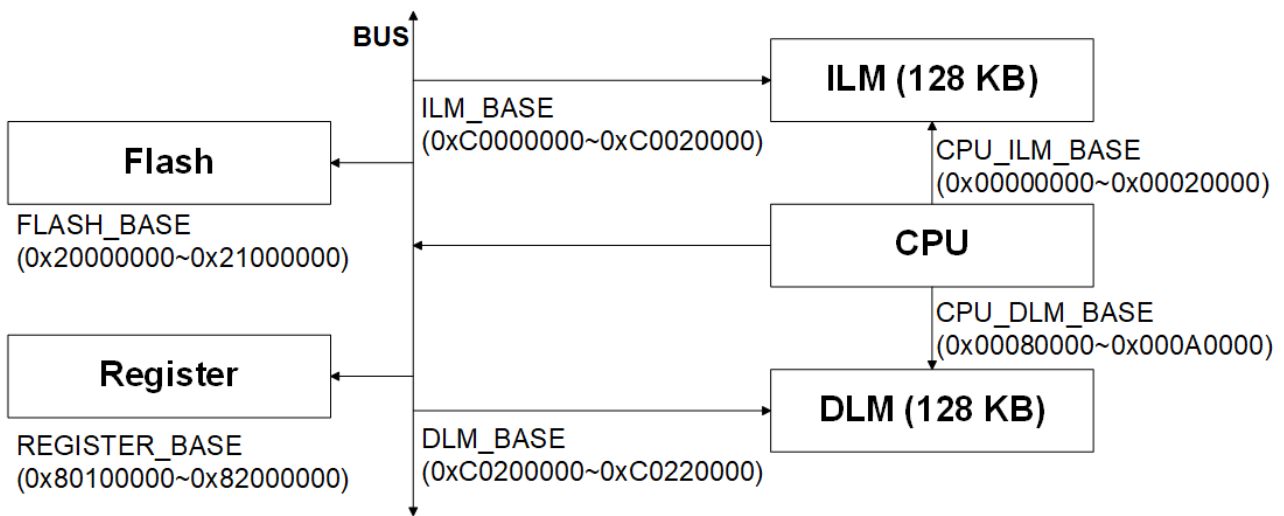 BUS
ILM (128 KB)
ILM_BASE
(0xC0000000~0xC0020000)
Flash
CPU_ILM_BASE
(0x00000000~0x00020000)
FLASH_BASE
(0x20000000~0x21000000)
CPU
CPU_DLM_BASE
(0x00080000~0x000A0000)
Register
DLM (128 KB)
REGISTER_BASE
(0x80100000~0x82000000)
DLM_BASE
(0xC0200000~0xC0220000)